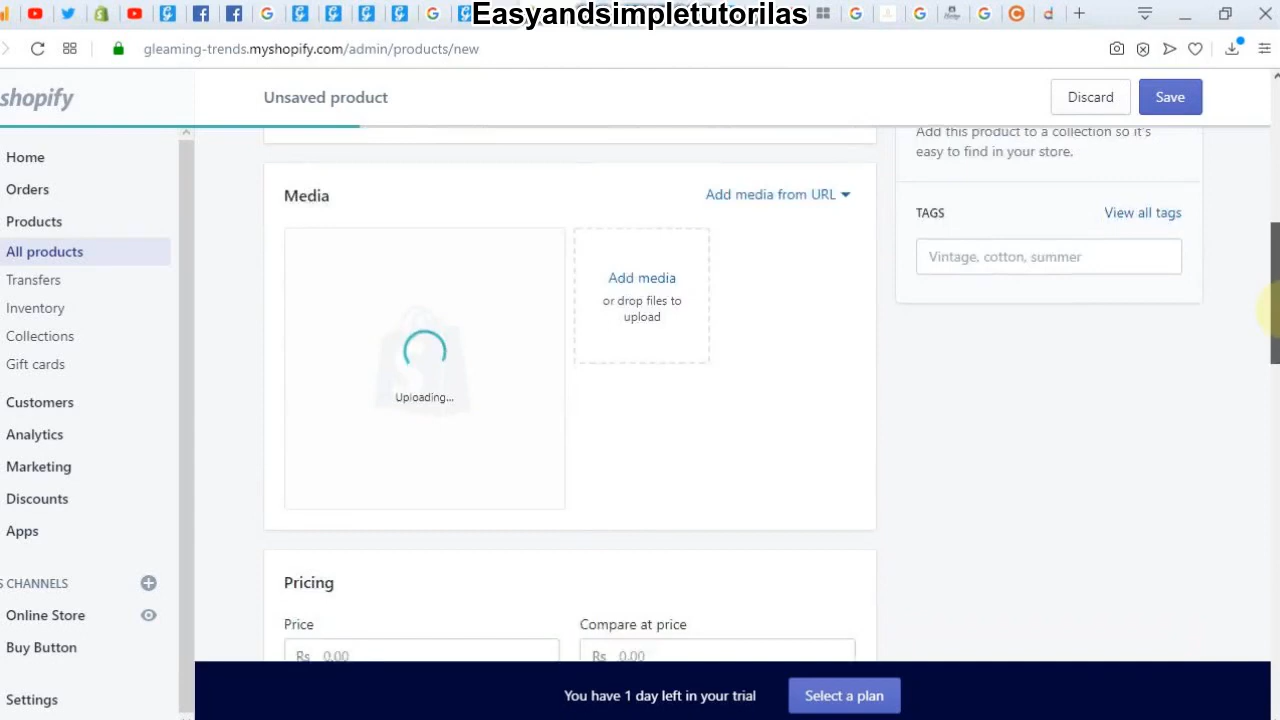 Easyandsimpletutorilas
gleaming-trends.myshopify.com/admin/products/new
shopify
Unsaved product
Discard
Save
Add this product to a collection so it's
easy to find in your store.
Home
Orders
Products
All products
Transfers
Inventory
Collections
Gift cards
Customers
Analytics
Marketing
Discounts
Apps
S CHANNELS
Online Store
Buy Button
Settings
Media
Add media from URL
Uploading...
Add media
or drop files to
upload
TAGS
View all tags
Vintage, cotton, summer
Pricing
Price
Compare at price
Rs 0.00
Rs 0.00
You have 1 day left in your trial
Select a plan